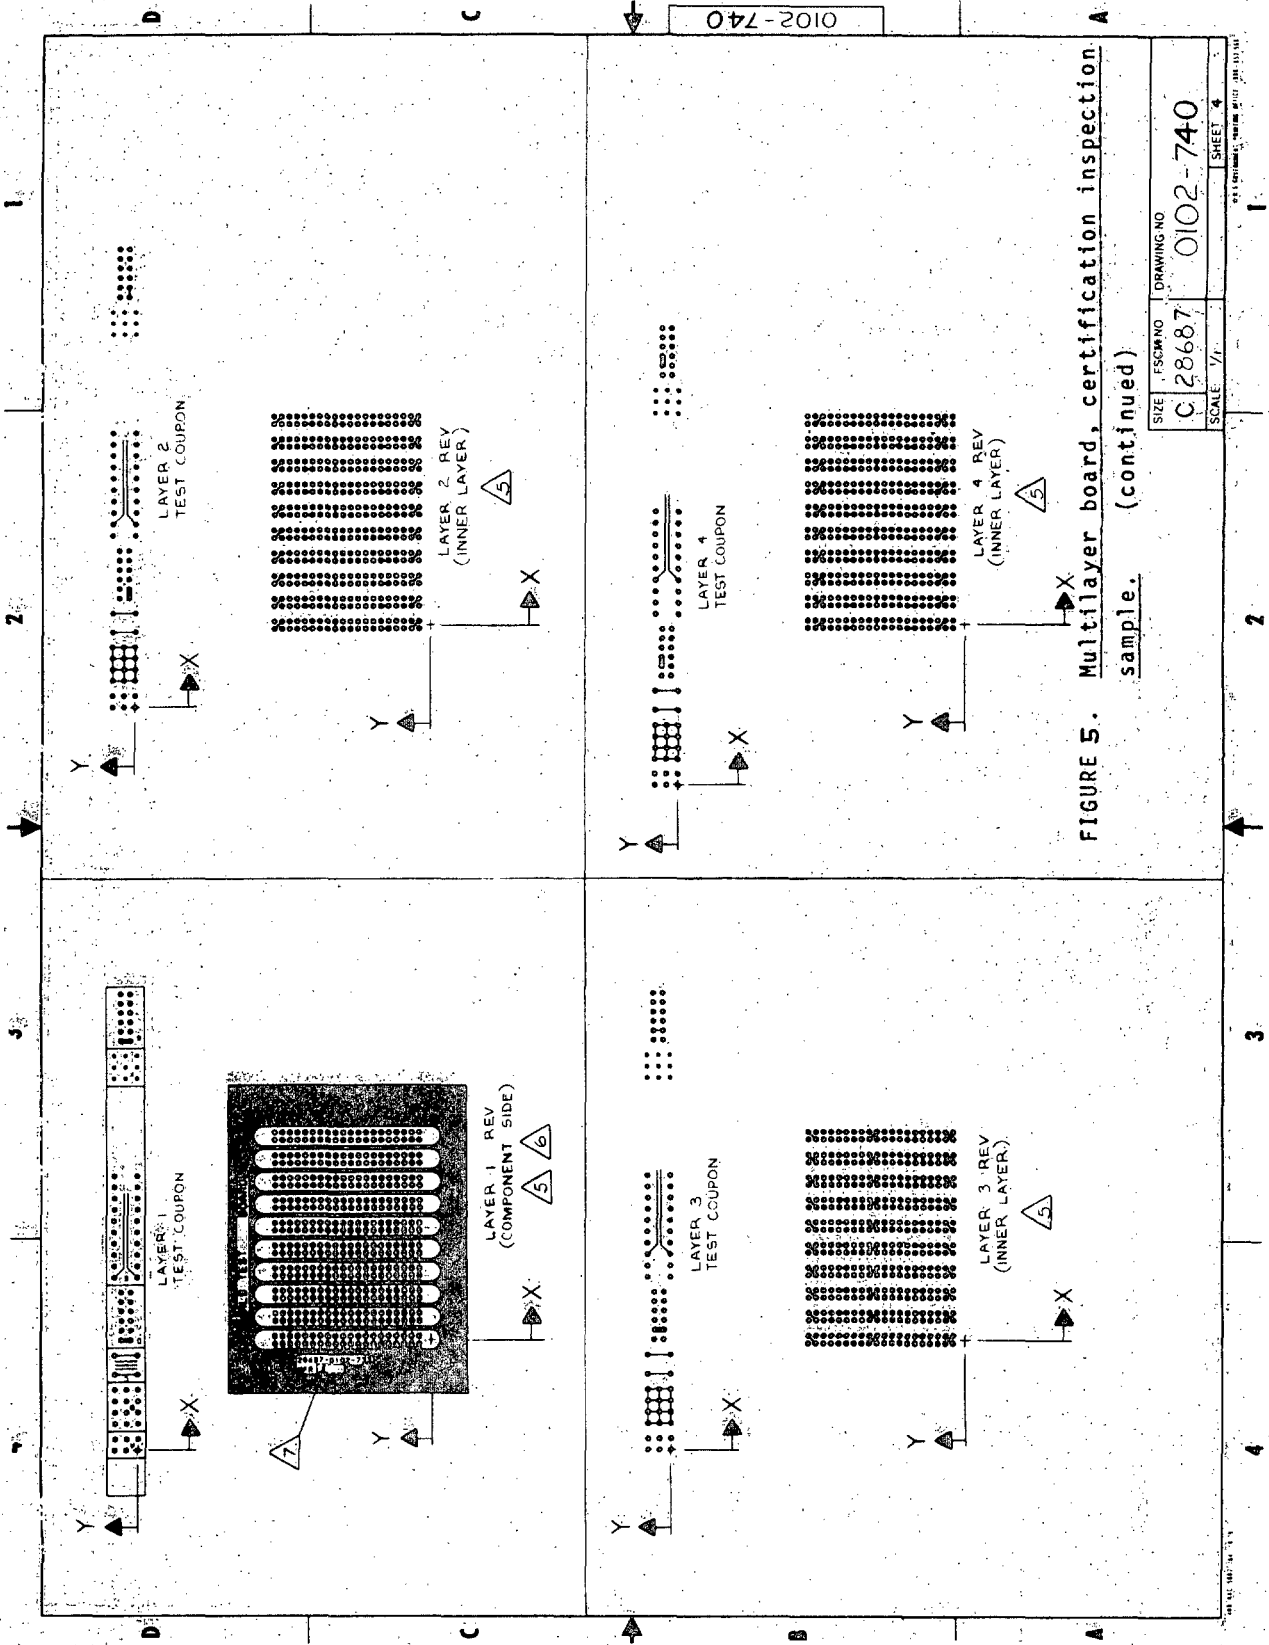 D
C
0102-740
A
1
2
3
LAYER 1
TEST COUPON
Y
X
LAYER 1 REV
(COMPONENT SIDE)
5
6
7
Y
X
LAYER 2
TEST COUPON
Y
X
LAYER 2 REV
(INNER LAYER)
5
Y
X
LAYER 3
TEST COUPON
Y
X
LAYER 3 REV
(INNER LAYER)
5
Y
X
LAYER 4
TEST COUPON
Y
X
LAYER 4 REV
(INNER LAYER)
5
Y
X
FIGURE 5. Multilayer board, certification inspection
sample. (continued)
SIZE
C
FSCM NO
28687
DRAWING NO
0102-740
SCALE 1/1
SHEET 4
D
C
B
A
4
3
2
1